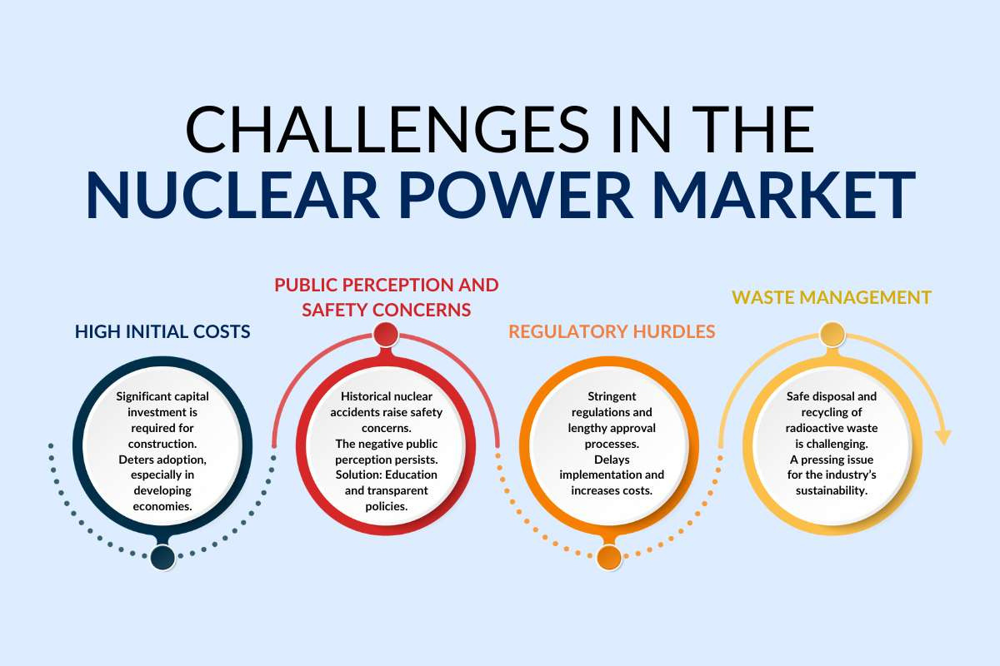 CHALLENGES IN THE
NUCLEAR POWER MARKET
HIGH INITIAL COSTS
Significant capital
investment is
required for
construction.
Deters adoption,
especially in
developing
economies.
PUBLIC PERCEPTION AND
SAFETY CONCERNS
Historical nuclear
accidents raise safety
concerns.
The negative public
perception persists.
Solution: Education
and transparent
policies.
REGULATORY HURDLES
Stringent
regulations and
lengthy approval
processes.
Delays
implementation and
increases costs.
WASTE MANAGEMENT
Safe disposal and
recycling of
radioactive waste
is challenging.
A pressing issue
for the industry's
sustainability.